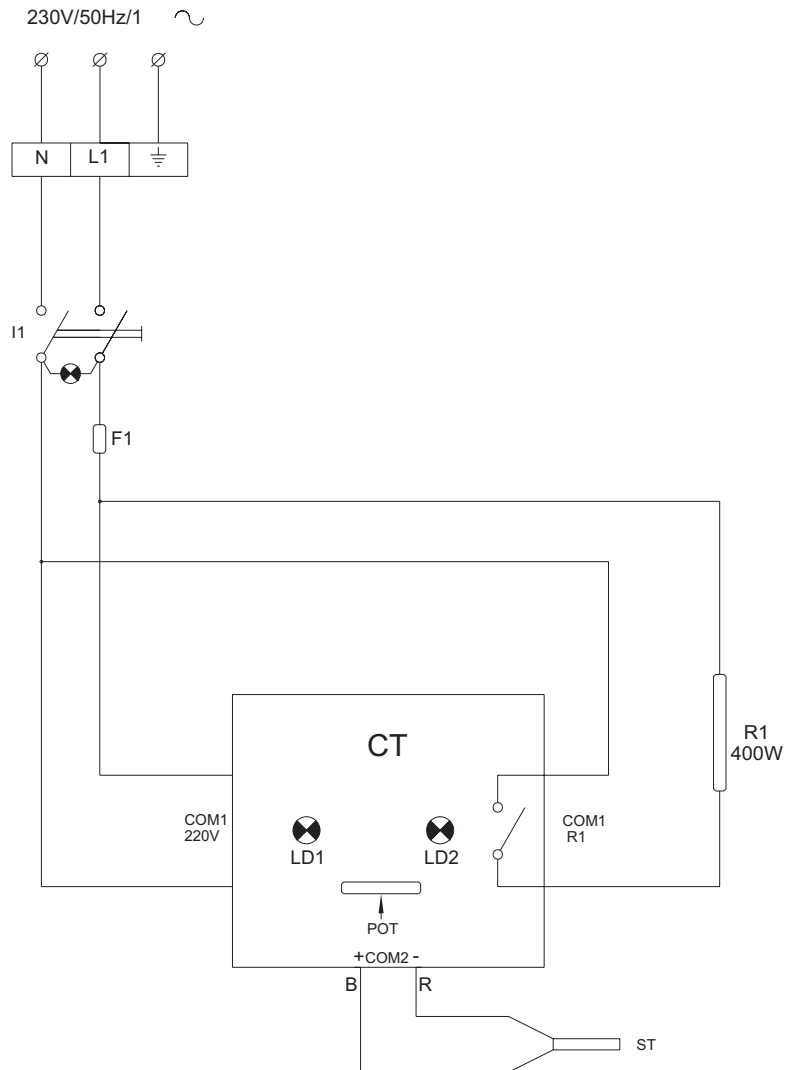 230V/50Hz/1
N L1
I1
F1
CT
R1
400W
COM1
220V
COM1
R1
LD1 LD2
POT
+COM2 -
B R
ST